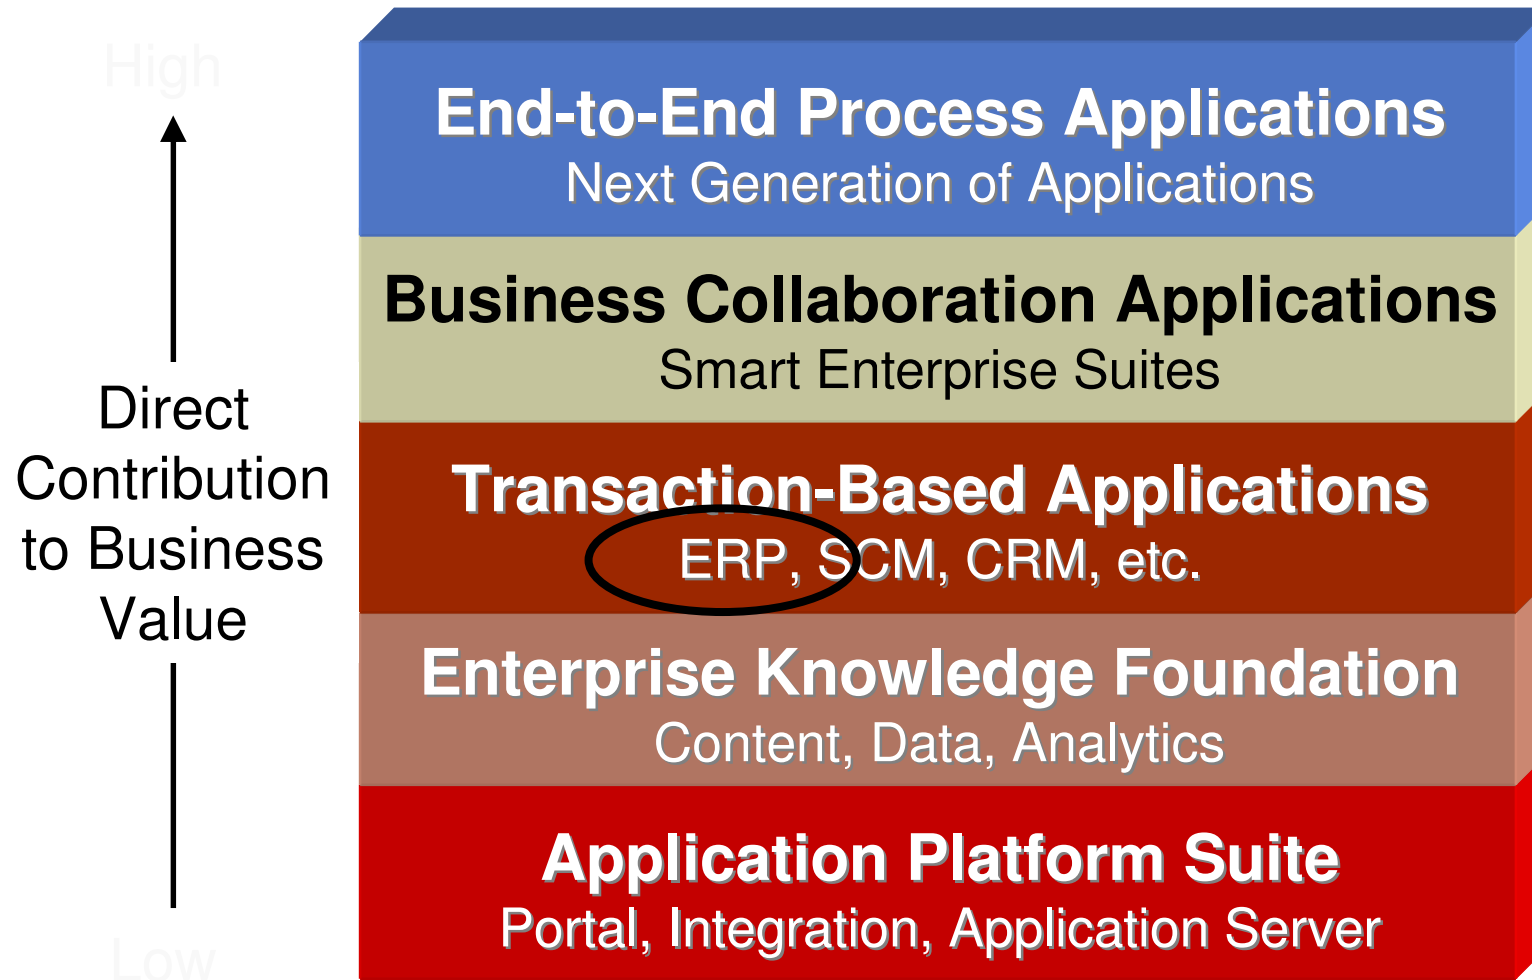 High
Direct
Contribution
to Business
Value
Low
End-to-End Process Applications
Next Generation of Applications
Business Collaboration Applications
Smart Enterprise Suites
Transaction-Based Applications
ERP, SCM, CRM, etc.
Enterprise Knowledge Foundation
Content, Data, Analytics
Application Platform Suite
Portal, Integration, Application Server